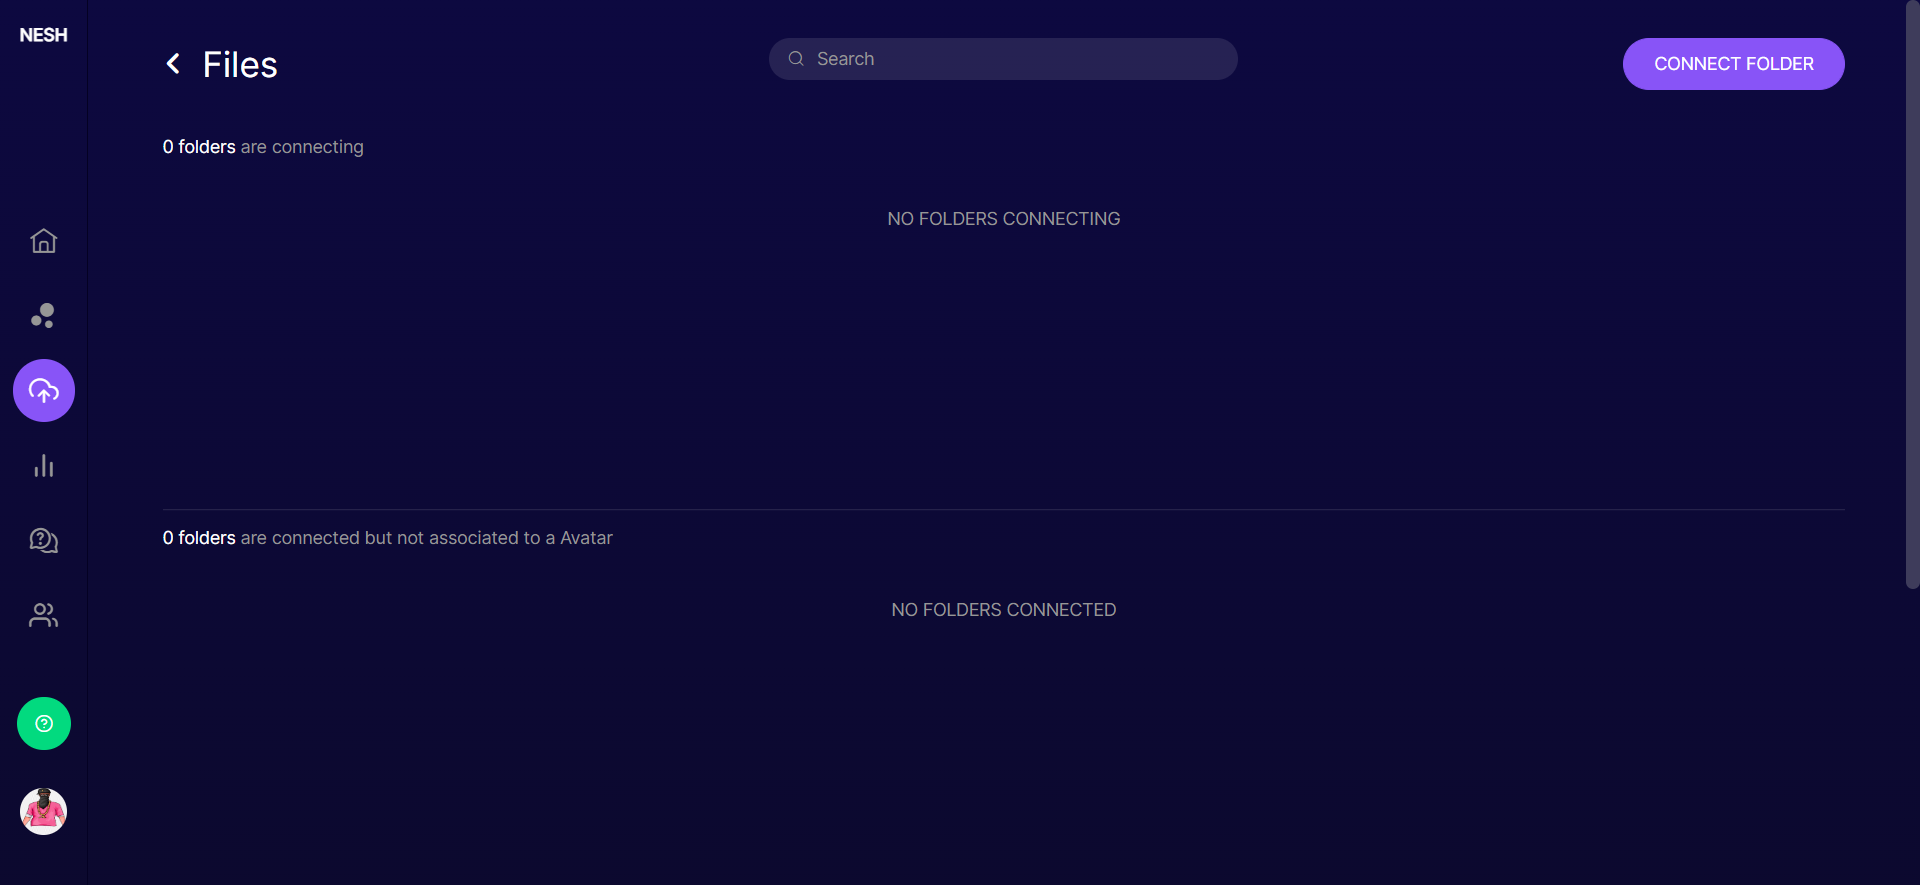 NESH
Files
Search
CONNECT FOLDER
0 folders are connecting
NO FOLDERS CONNECTING
0 folders are connected but not associated to a Avatar
NO FOLDERS CONNECTED